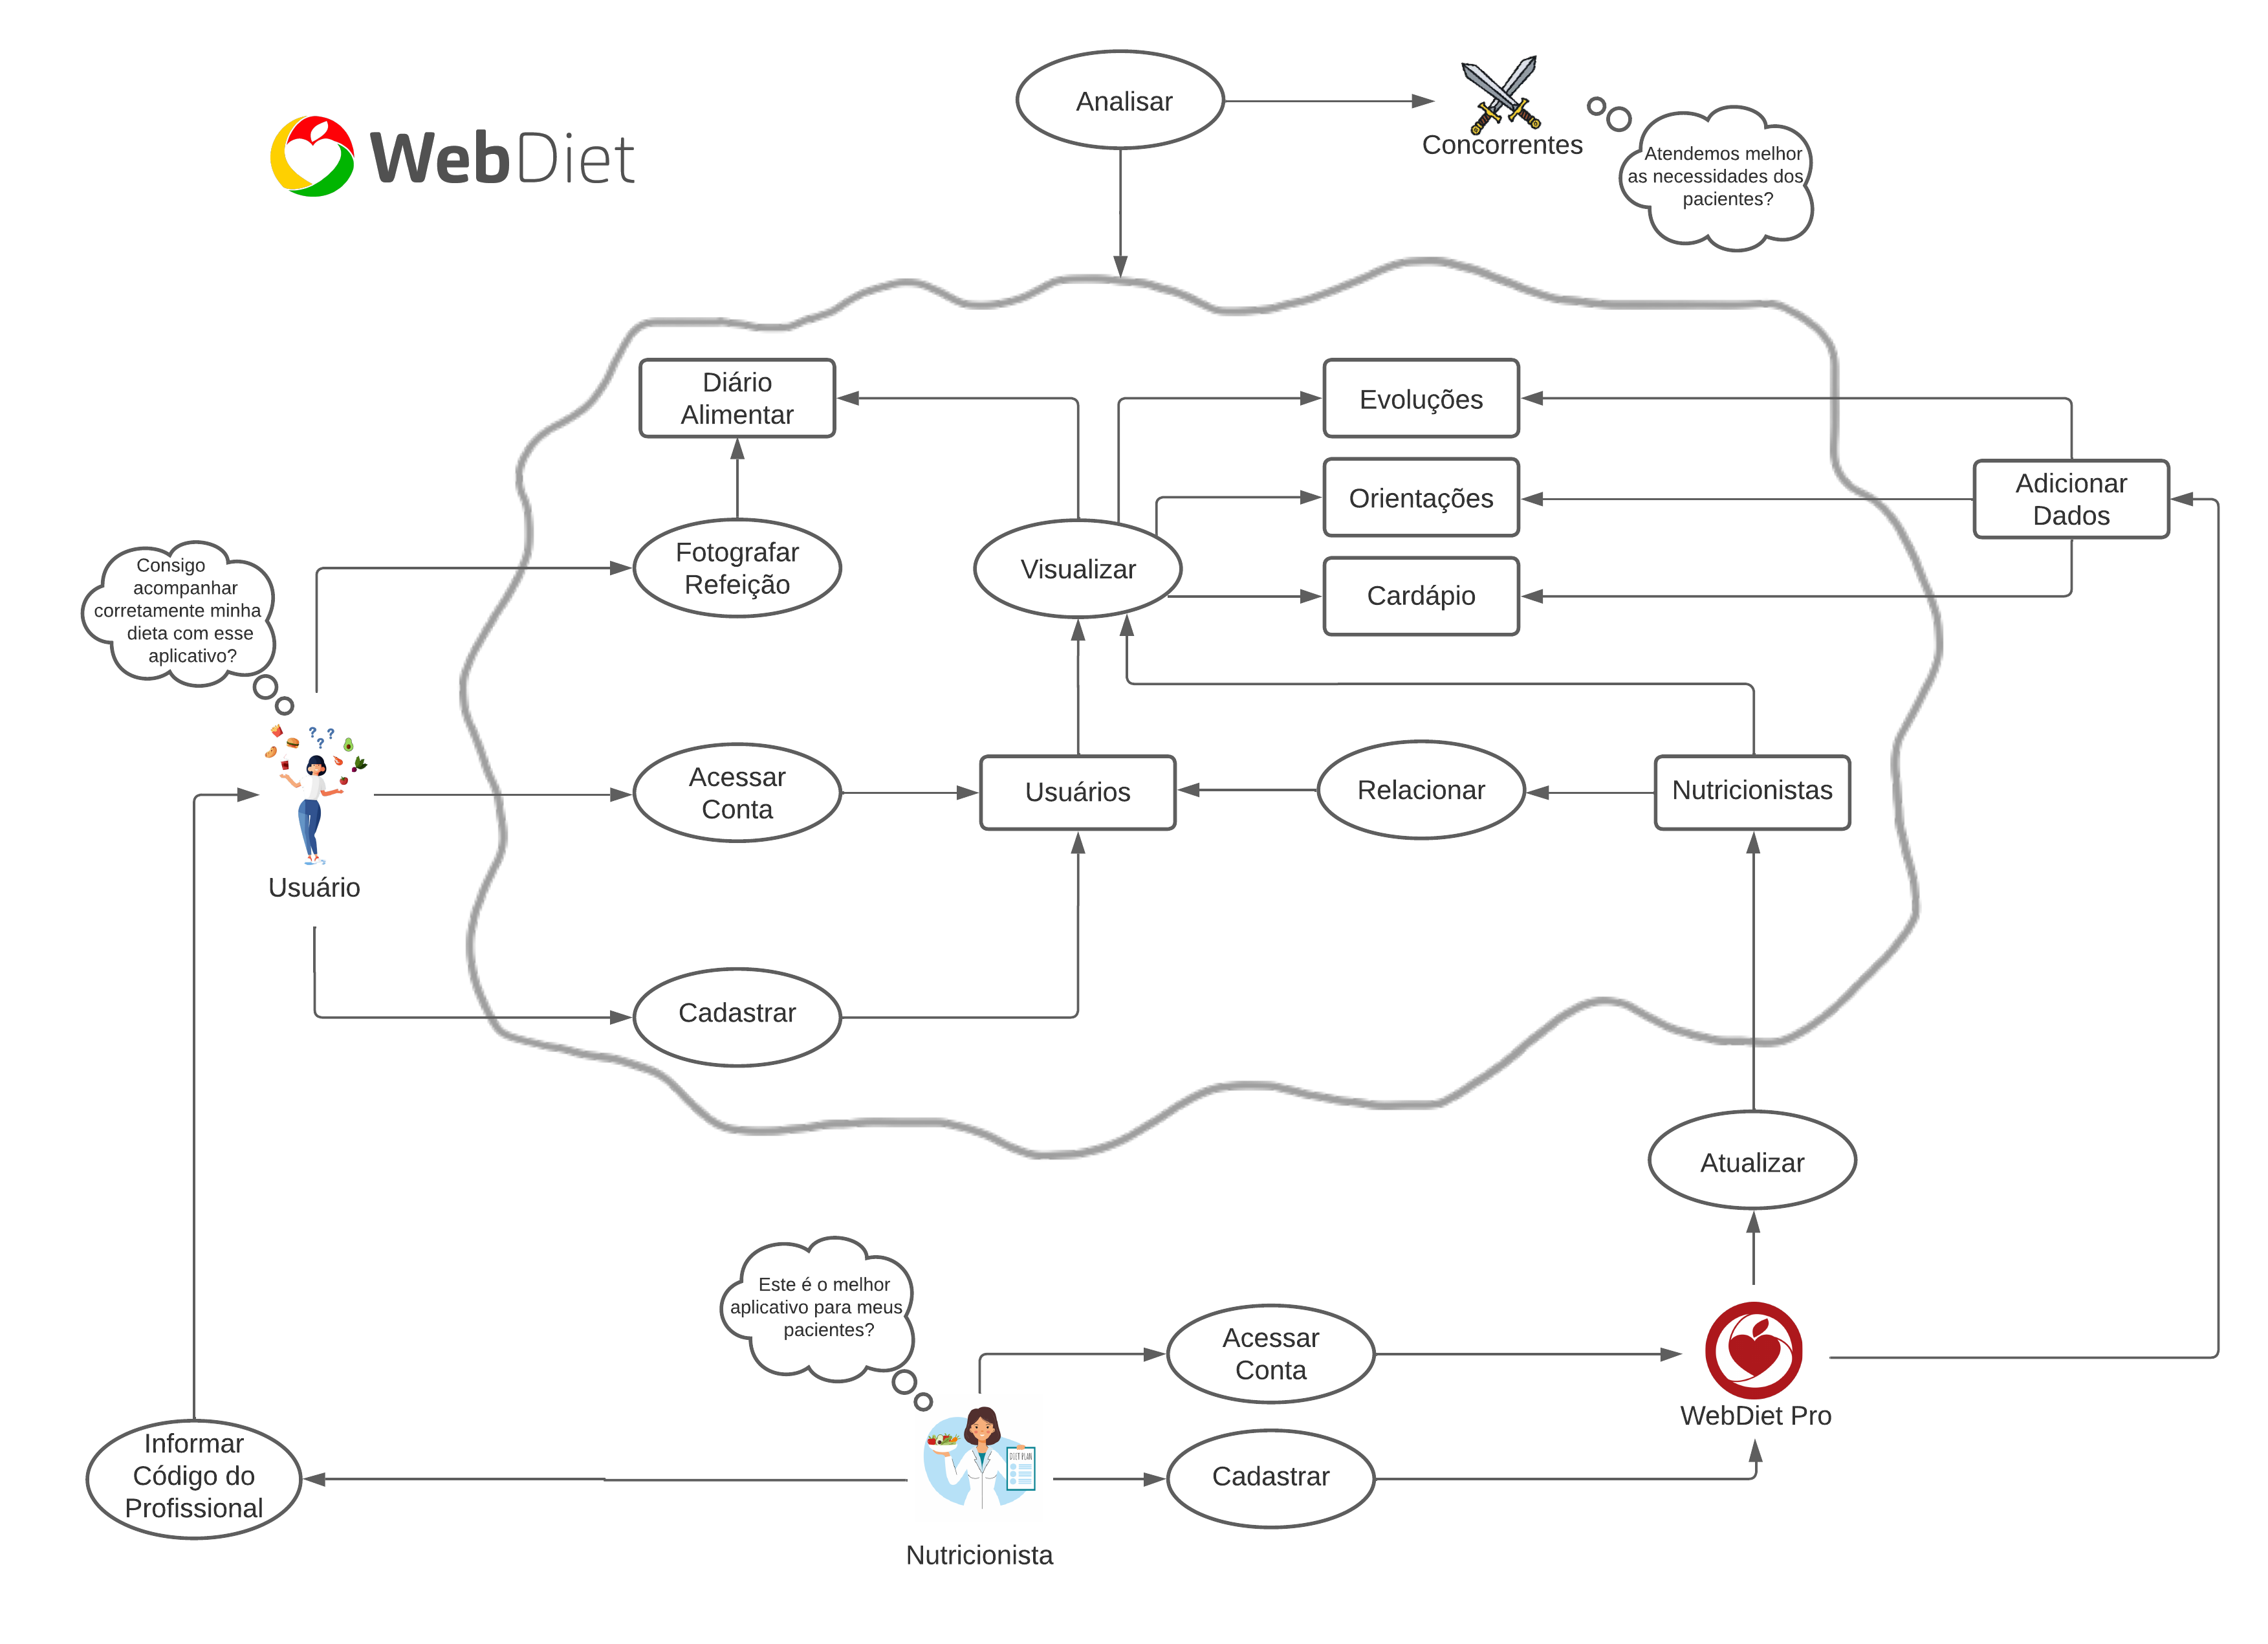 Analisar
Concorrentes
Atendemos melhor
as necessidades dos
pacientes?
WebDiet
Diário
Alimentar
Evoluções
Orientações
Cardápio
Adicionar
Dados
Fotografar
Refeição
Visualizar
Consigo
acompanhar
corretamente minha
dieta com esse
aplicativo?
? ?
?
Usuário
Acessar
Conta
Usuários
Relacionar
Nutricionistas
Cadastrar
Atualizar
Este é o melhor
aplicativo para meus
pacientes?
Acessar
Conta
WebDiet Pro
Informar
Código do
Profissional
DIET PLAN
Cadastrar
Nutricionista